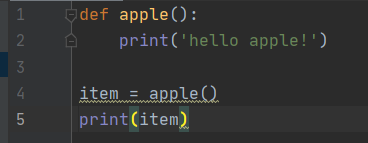 1 def apple():
2     print('hello apple!')
3
4 item = apple()
5 print(item)